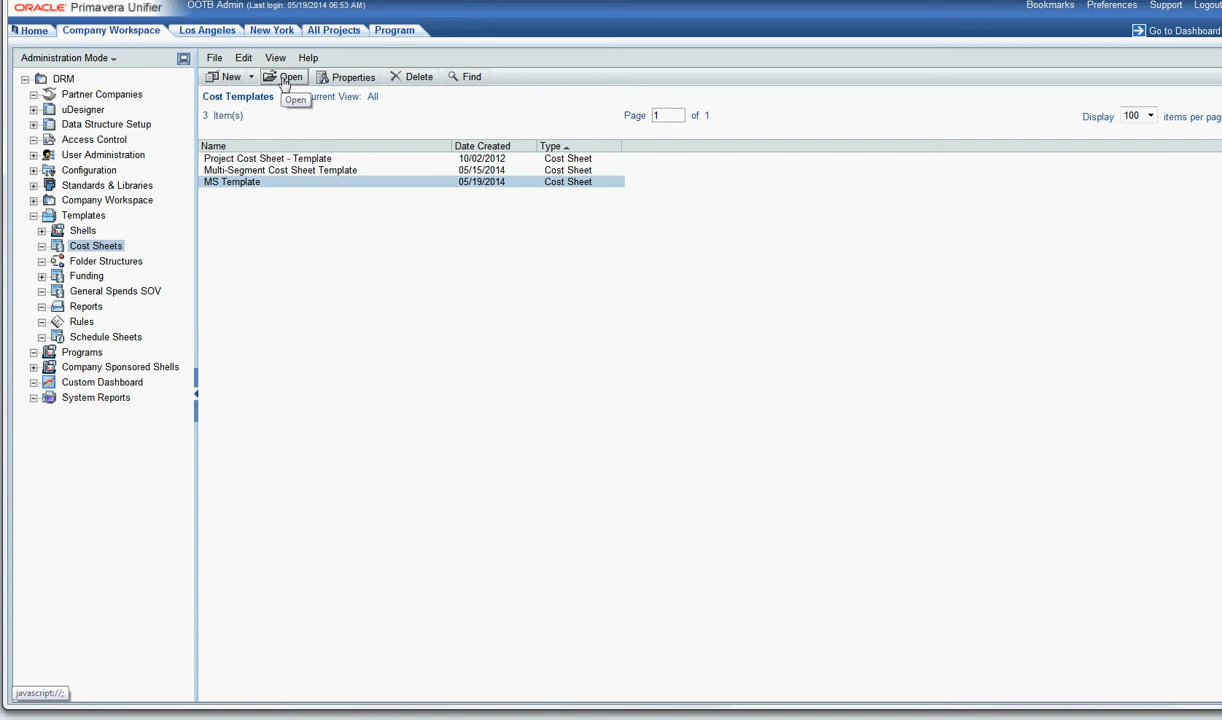 ORACLE Primavera Unifier OOTB Admin (Last login: 05/19/2014 06:53 AM) Bookmarks Preferences Support Logout
Home Company Workspace Los Angeles New York All Projects Program Go to Dashboard
Administration Mode File Edit View Help
New Open Properties Delete Find
Open
Cost Templates urrent View: All
3 Item(s) Page 1 of 1 Display 100 items per pag
Name Date Created Type
Project Cost Sheet - Template 10/02/2012 Cost Sheet
Multi-Segment Cost Sheet Template 05/15/2014 Cost Sheet
MS Template 05/19/2014 Cost Sheet
DRM
Partner Companies
uDesigner
Data Structure Setup
Access Control
User Administration
Configuration
Standards & Libraries
Company Workspace
Templates
Shells
Cost Sheets
Folder Structures
Funding
General Spends SOV
Reports
Rules
Schedule Sheets
Programs
Company Sponsored Shells
Custom Dashboard
System Reports
javascript://;